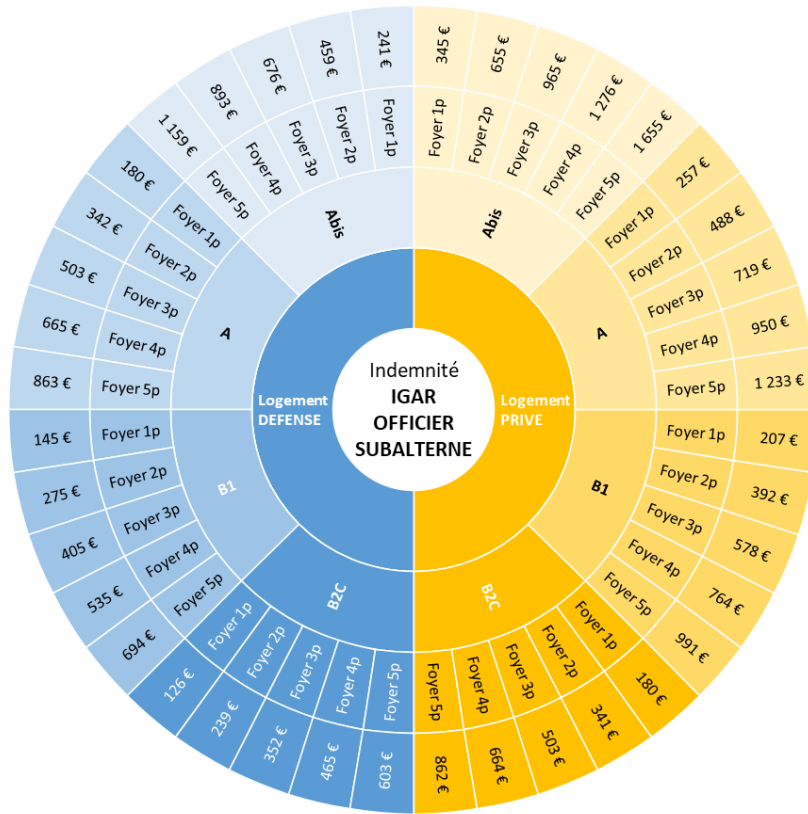 Indemnité
IGAR
OFFICIER
SUBALTERNE
Logement
PRIVE
Abis
Foyer 1p
345 €
Foyer 2p
655 €
Foyer 3p
965 €
Foyer 4p
1 276 €
Foyer 5p
1 655 €
A
Foyer 1p
257 €
Foyer 2p
488 €
Foyer 3p
719 €
Foyer 4p
950 €
Foyer 5p
1 233 €
B1
Foyer 1p
207 €
Foyer 2p
392 €
Foyer 3p
578 €
Foyer 4p
764 €
Foyer 5p
991 €
B2C
Foyer 1p
180 €
Foyer 2p
341 €
Foyer 3p
503 €
Foyer 4p
664 €
Foyer 5p
862 €
Logement
DEFENSE
Abis
Foyer 1p
241 €
Foyer 2p
459 €
Foyer 3p
676 €
Foyer 4p
893 €
Foyer 5p
1 159 €
A
Foyer 1p
180 €
Foyer 2p
342 €
Foyer 3p
503 €
Foyer 4p
665 €
Foyer 5p
863 €
B1
Foyer 1p
145 €
Foyer 2p
275 €
Foyer 3p
405 €
Foyer 4p
535 €
Foyer 5p
694 €
B2C
Foyer 1p
126 €
Foyer 2p
239 €
Foyer 3p
352 €
Foyer 4p
465 €
Foyer 5p
603 €